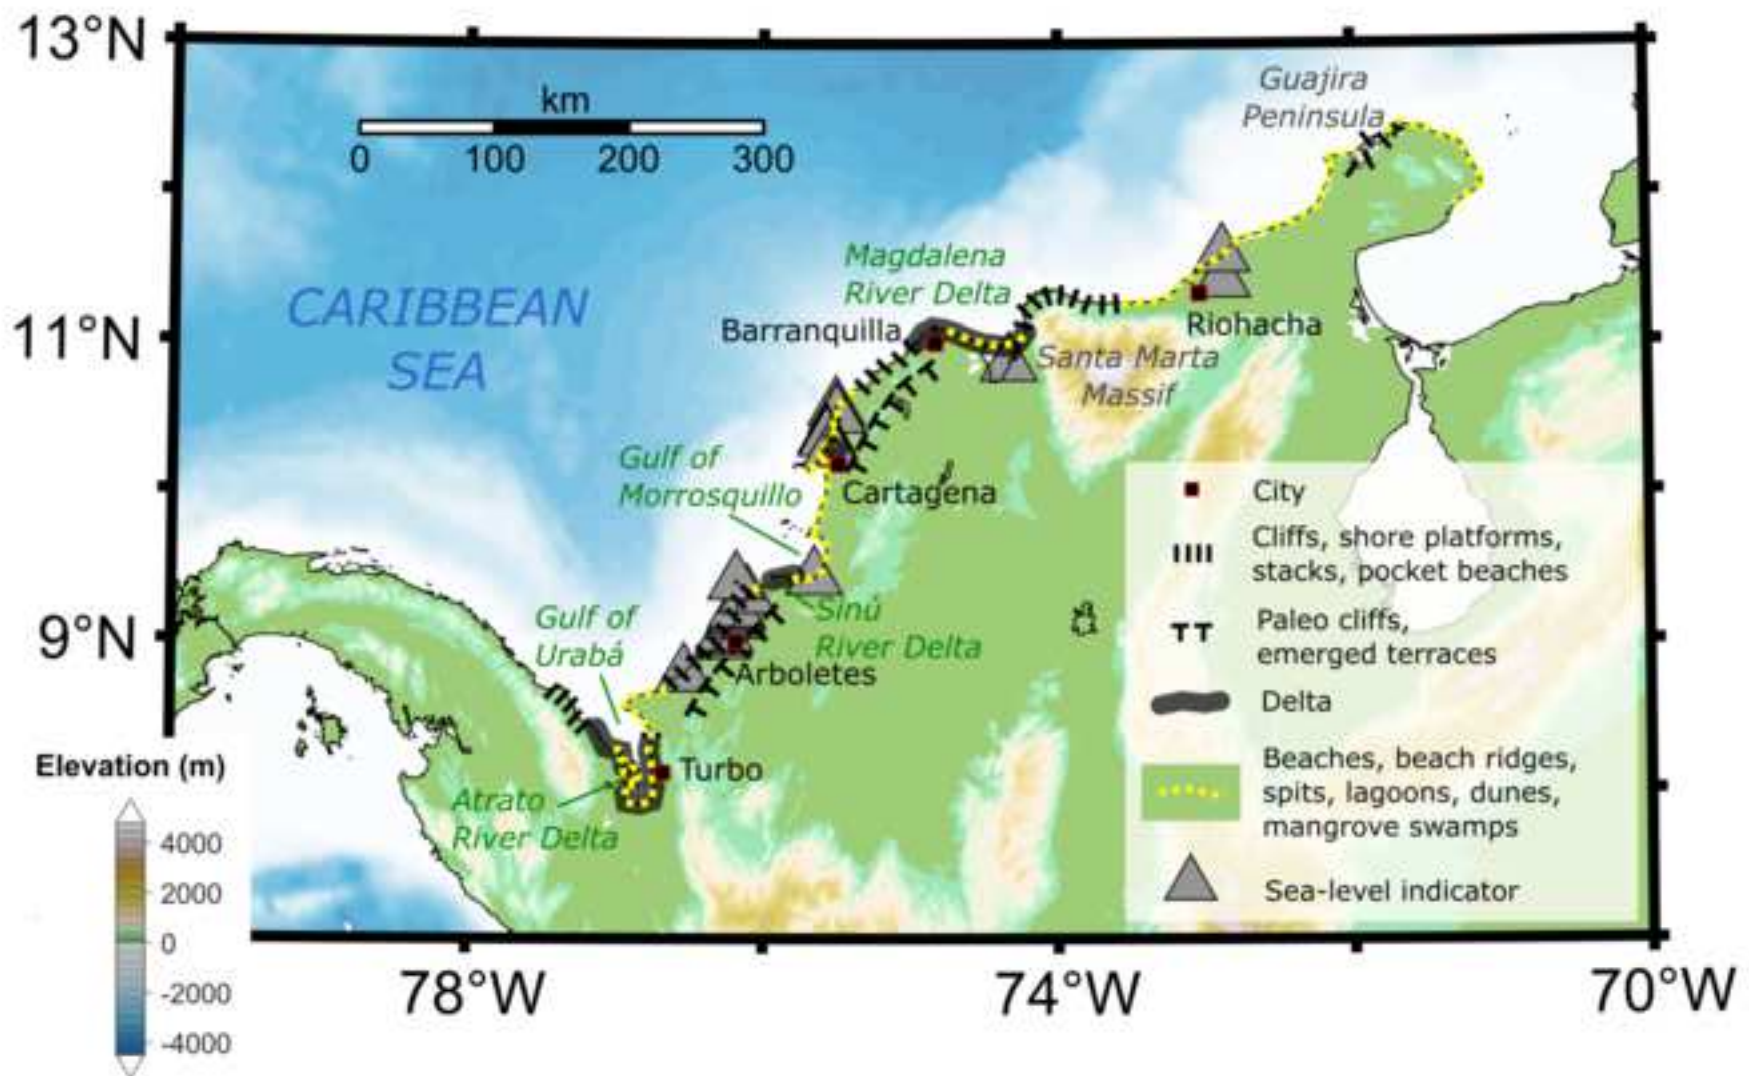 13°N
11°N
9°N
km
0 100 200 300
CARIBBEAN
SEA
Guajira
Peninsula
Magdalena
River Delta
Barranquilla
Riohacha
Santa Marta
Massif
Gulf of
Morrosquillo
Cartagena
Gulf of
Urabá
Sinú
River Delta
Arboletes
Turbo
Atrato
River Delta
City
Cliffs, shore platforms,
stacks, pocket beaches
Paleo cliffs,
emerged terraces
Delta
Beaches, beach ridges,
spits, lagoons, dunes,
mangrove swamps
Sea-level indicator
Elevation (m)
4000
2000
0
-2000
-4000
78°W
74°W
70°W